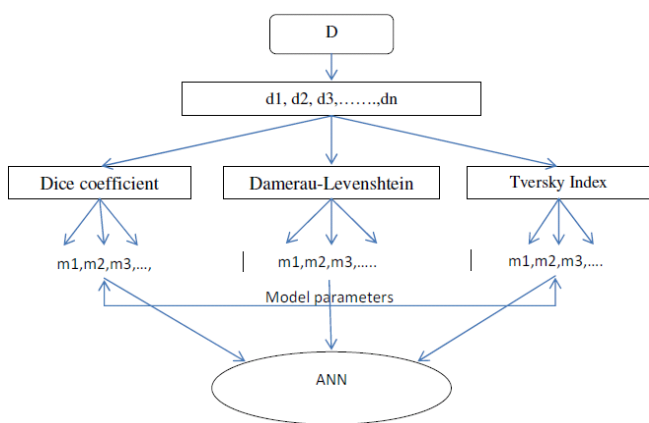 D
d1, d2, d3,…….,dn
Dice coefficient
Damerau-Levenshtein
Tversky Index
m1,m2,m3,…,
m1,m2,m3,…..
m1,m2,m3,….
Model parameters
ANN